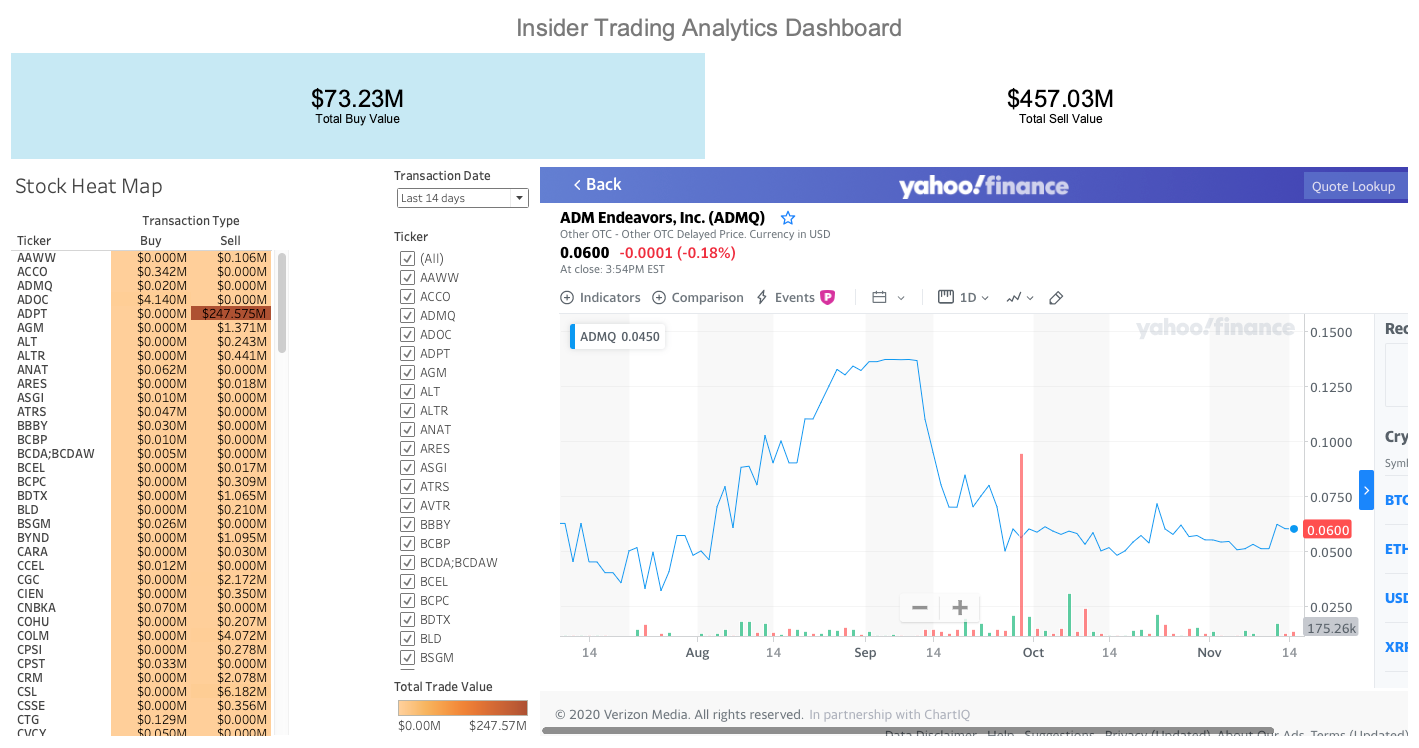 Insider Trading Analytics Dashboard
$73.23M
Total Buy Value
$457.03M
Total Sell Value
Stock Heat Map
Transaction Type
Ticker Buy Sell
AAWW $0.000M $0.106M
ACCO $0.342M $0.000M
ADMQ $0.020M $0.000M
ADOC $4.140M $0.000M
ADPT $0.000M $247.575M
AGM $0.000M $1.371M
ALT $0.000M $0.243M
ALTR $0.000M $0.441M
ANAT $0.062M $0.000M
ARES $0.000M $0.018M
ASGI $0.010M $0.000M
ATRS $0.047M $0.000M
BBBY $0.030M $0.000M
BCBP $0.010M $0.000M
BCDA;BCDAW $0.005M $0.000M
BCEL $0.000M $0.017M
BCPC $0.000M $0.309M
BDTX $0.000M $1.065M
BLD $0.000M $0.210M
BSGM $0.026M $0.000M
BYND $0.000M $1.095M
CARA $0.000M $0.030M
CCEL $0.012M $0.000M
CGC $0.000M $2.172M
CIEN $0.000M $0.350M
CNBKA $0.070M $0.000M
COHU $0.000M $0.207M
COLM $0.000M $4.072M
CPSI $0.000M $0.278M
CPST $0.033M $0.000M
CRM $0.000M $2.078M
CSL $0.000M $6.182M
CSSE $0.000M $0.356M
CTG $0.129M $0.000M
CVCY $0.050M $0.000M
Transaction Date
Last 14 days
Ticker
(All)
AAWW
ACCO
ADMQ
ADOC
ADPT
AGM
ALT
ALTR
ANAT
ARES
ASGI
ATRS
AVTR
BBBY
BCBP
BCDA;BCDAW
BCEL
BCPC
BDTX
BLD
BSGM
Total Trade Value
$0.00M $247.57M
Back
yahoo!finance
Quote Lookup
ADM Endeavors, Inc. (ADMQ)
Other OTC - Other OTC Delayed Price. Currency in USD
0.0600 -0.0001 (-0.18%)
At close: 3:54PM EST
Indicators Comparison Events P 1D
ADMQ 0.0450
yahoo!finance
0.1500
0.1250
0.1000
0.0750
0.0600
0.0500
0.0250
175.26k
14 Aug 14 Sep 14 Oct 14 Nov 14
Rec
Cry
Symb
BTC
ETH
USD
XRP
© 2020 Verizon Media. All rights reserved. In partnership with ChartIQ
Data Disclaimer Help Suggestions Privacy (Updated) About Our Ads Terms (Updated)